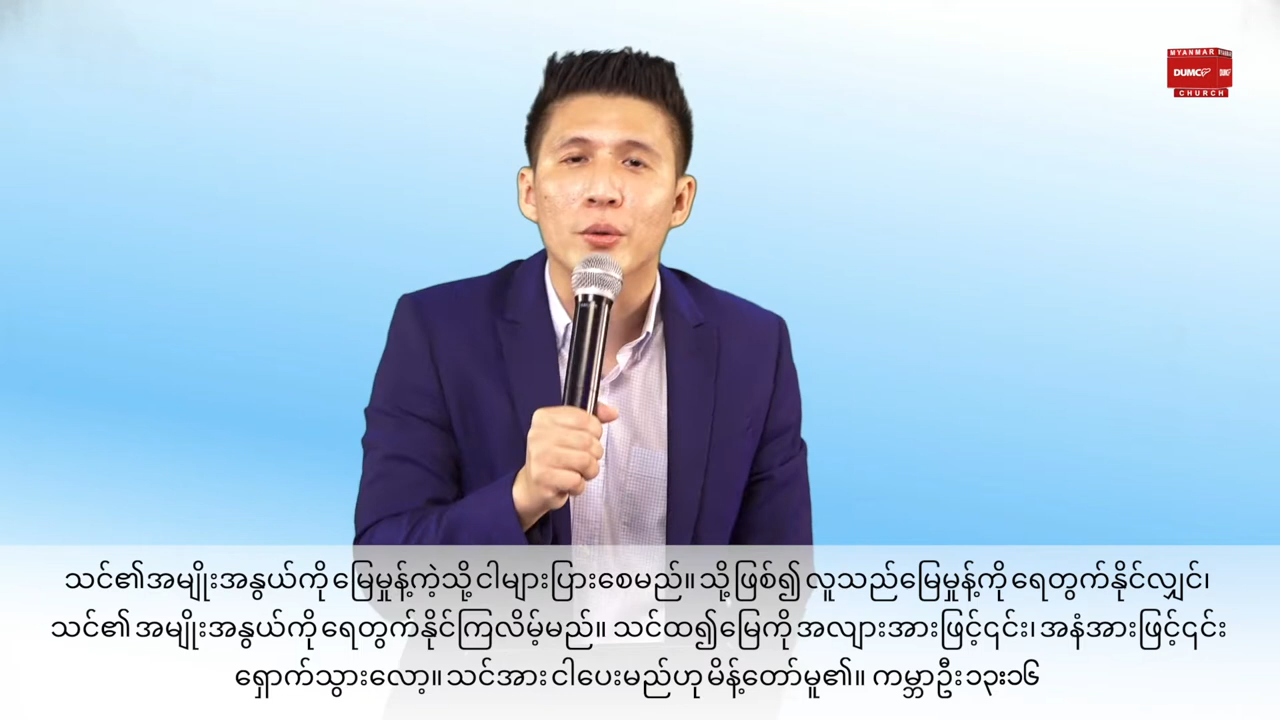 MYANMAR
DUMC
CHURCH
သင်၏အမျိုးအနွယ်ကို မြေမှုန့်ကဲ့သို့ ငါများပြားစေမည်။ သို့ဖြစ်၍ လူသည်မြေမှုန့်ကို ရေတွက်နိုင်လျှင်၊
သင်၏ အမျိုးအနွယ်ကို ရေတွက်နိုင်ကြလိမ့်မည်။ သင်ထ၍မြေကို အလျားအားဖြင့်၎င်း၊ အနံအားဖြင့်၎င်း
ရှောက်သွားလော့။ သင်အား ငါပေးမည်ဟု မိန့်တော်မူ၏။ ကမ္ဘာဦး ၁၃း၁၆